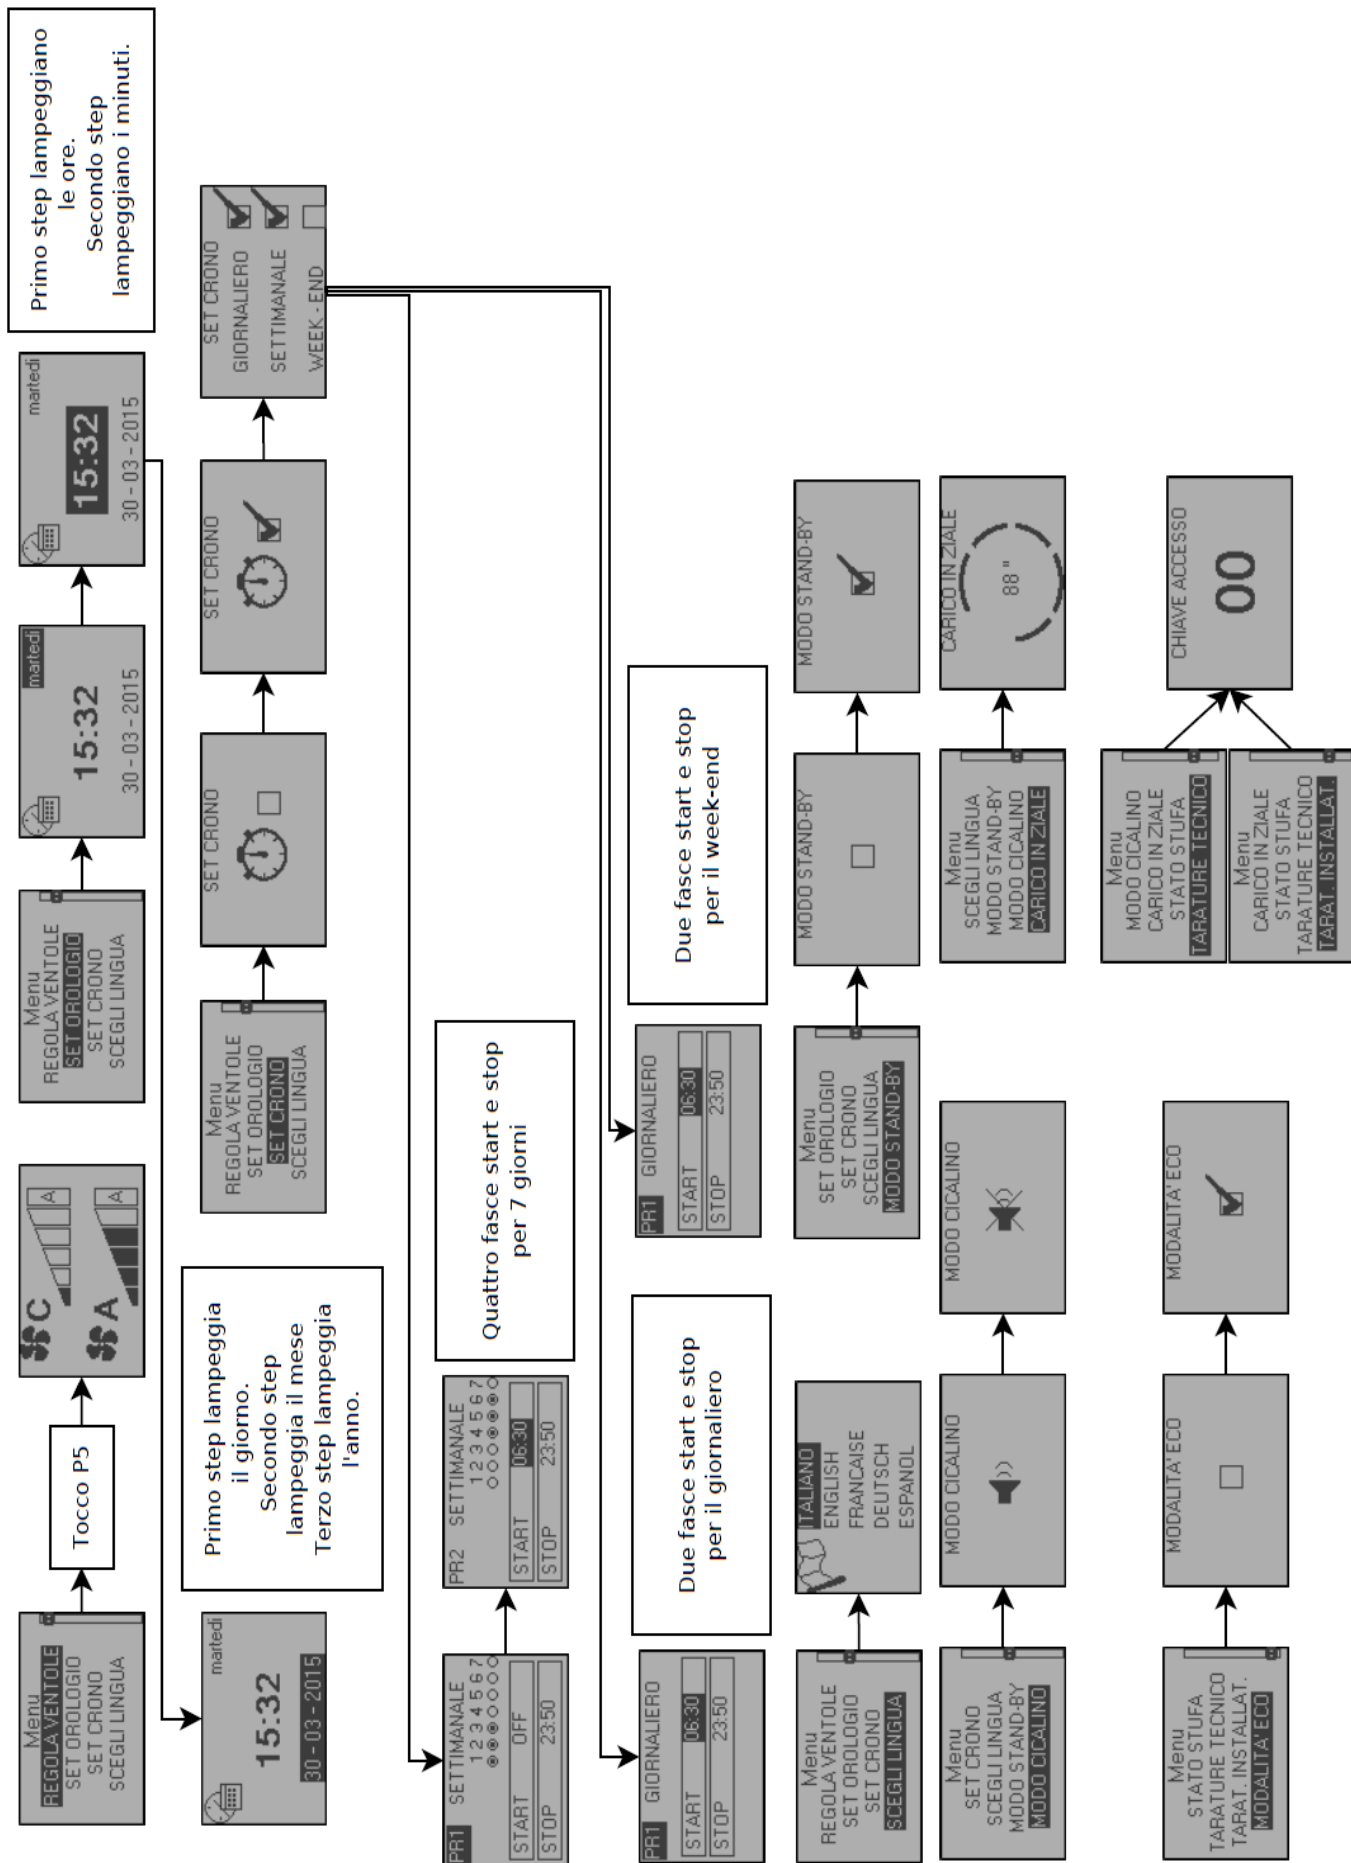 Menu
REGOLA VENTOLE
SET OROLOGIO
SET CRONO
SCEGLI LINGUA
Tocco P5
C
A
A
A
Menu
REGOLA VENTOLE
SET OROLOGIO
SET CRONO
SCEGLI LINGUA
martedi
15:32
30 - 03 - 2015
martedi
15:32
30 - 03 - 2015
Primo step lampeggiano
le ore.
Secondo step
lampeggiano i minuti.
martedi
15:32
30 - 03 - 2015
Primo step lampeggia
il giorno.
Secondo step
lampeggia il mese
Terzo step lampeggia
l'anno.
Menu
REGOLA VENTOLE
SET OROLOGIO
SET CRONO
SCEGLI LINGUA
SET CRONO
SET CRONO
SET CRONO
GIORNALIERO
SETTIMANALE
WEEK - END
PR1 SETTIMANALE
1 2 3 4 5 6 7
START OFF
STOP 23:50
PR2 SETTIMANALE
1 2 3 4 5 6 7
START 06:30
STOP 23:50
Quattro fasce start e stop
per 7 giorni
PR1 GIORNALIERO
START 06:30
STOP 23:50
Due fasce start e stop
per il giornaliero
PR1 GIORNALIERO
START 06:30
STOP 23:50
Due fasce start e stop
per il week-end
Menu
REGOLA VENTOLE
SET OROLOGIO
SET CRONO
SCEGLI LINGUA
ITALIANO
ENGLISH
FRANCAISE
DEUTSCH
ESPANOL
Menu
SET OROLOGIO
SET CRONO
SCEGLI LINGUA
MODO STAND-BY
MODO STAND-BY
MODO STAND-BY
Menu
SET CRONO
SCEGLI LINGUA
MODO STAND-BY
MODO CICALINO
MODO CICALINO
MODO CICALINO
Menu
SCEGLI LINGUA
MODO STAND-BY
MODO CICALINO
CARICO IN ZIALE
CARICO IN ZIALE
88 "
Menu
STATO STUFA
TARATURE TECNICO
TARAT. INSTALLAT.
MODALITA' ECO
MODALITA' ECO
MODALITA' ECO
Menu
MODO CICALINO
CARICO IN ZIALE
STATO STUFA
TARATURE TECNICO
Menu
CARICO IN ZIALE
STATO STUFA
TARATURE TECNICO
TARAT. INSTALLAT.
CHIAVE ACCESSO
00